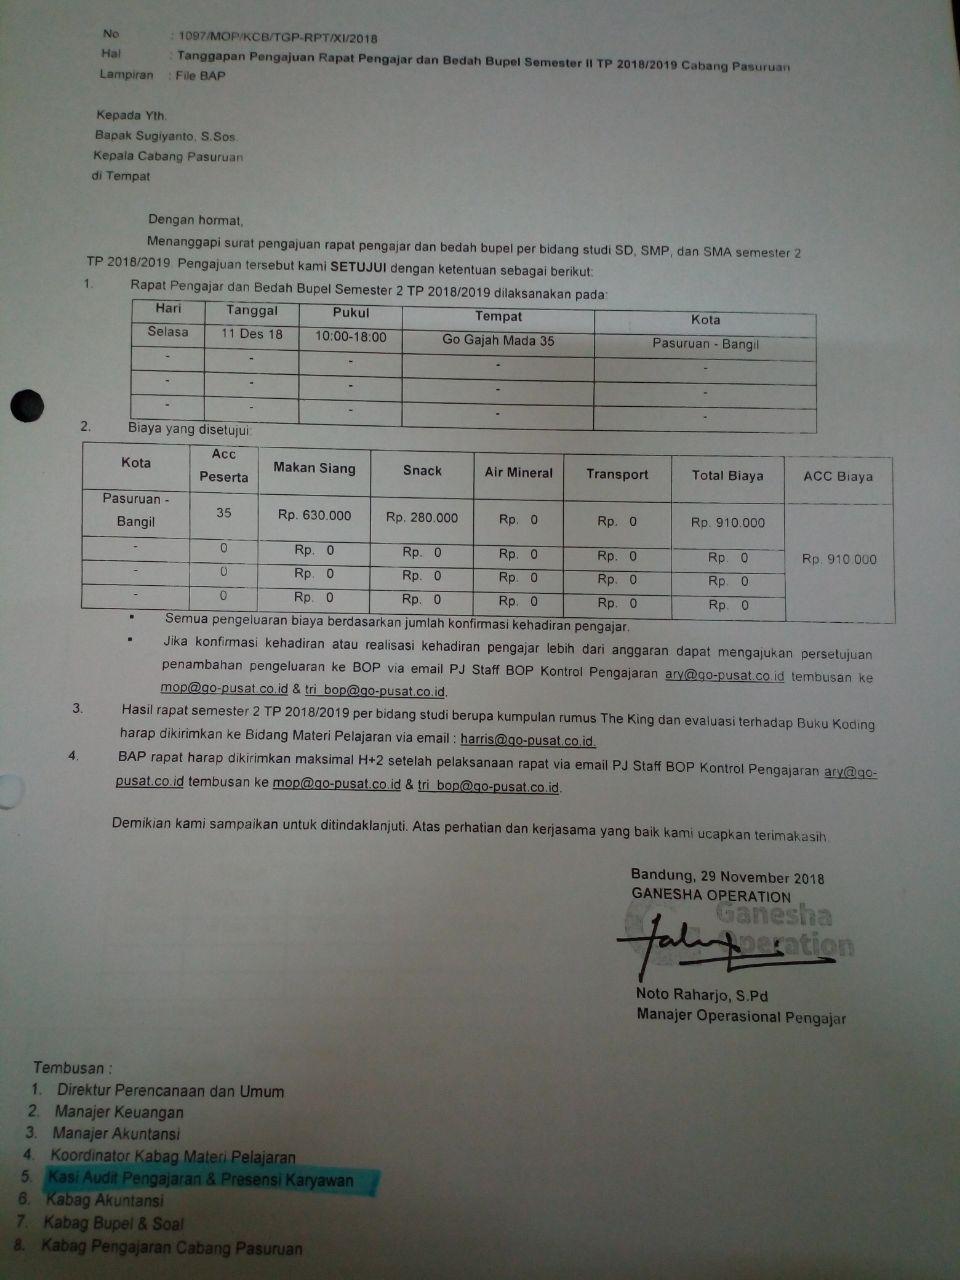 No : 1097/MOP/KCB/TGP-RPT/XI/2018
Hal : Tanggapan Pengajuan Rapat Pengajar dan Bedah Bupel Semester II TP 2018/2019 Cabang Pasuruan
Lampiran : File BAP
Kepada Yth.
Bapak Sugiyanto, S.Sos.
Kepala Cabang Pasuruan
di Tempat
Dengan hormat,
Menanggapi surat pengajuan rapat pengajar dan bedah bupel per bidang studi SD, SMP, dan SMA semester 2
TP 2018/2019. Pengajuan tersebut kami SETUJUI dengan ketentuan sebagai berikut:
1. Rapat Pengajar dan Bedah Bupel Semester 2 TP 2018/2019 dilaksanakan pada:
Hari Tanggal Pukul Tempat Kota
Selasa 11 Des 18 10:00-18:00 Go Gajah Mada 35 Pasuruan - Bangil
- - - - -
- - - - -
- - - - -
2. Biaya yang disetujui:
Kota Acc Peserta Makan Siang Snack Air Mineral Transport Total Biaya ACC Biaya
Pasuruan - Bangil 35 Rp. 630.000 Rp. 280.000 Rp. 0 Rp. 0 Rp. 910.000 Rp. 910.000
- 0 Rp. 0 Rp. 0 Rp. 0 Rp. 0 Rp. 0
- 0 Rp. 0 Rp. 0 Rp. 0 Rp. 0 Rp. 0
- 0 Rp. 0 Rp. 0 Rp. 0 Rp. 0 Rp. 0
• Semua pengeluaran biaya berdasarkan jumlah konfirmasi kehadiran pengajar.
• Jika konfirmasi kehadiran atau realisasi kehadiran pengajar lebih dari anggaran dapat mengajukan persetujuan
penambahan pengeluaran ke BOP via email PJ Staff BOP Kontrol Pengajaran ary@go-pusat.co.id tembusan ke
mop@go-pusat.co.id & tri_bop@go-pusat.co.id.
3. Hasil rapat semester 2 TP 2018/2019 per bidang studi berupa kumpulan rumus The King dan evaluasi terhadap Buku Koding
harap dikirimkan ke Bidang Materi Pelajaran via email : harris@go-pusat.co.id.
4. BAP rapat harap dikirimkan maksimal H+2 setelah pelaksanaan rapat via email PJ Staff BOP Kontrol Pengajaran ary@go-
pusat.co.id tembusan ke mop@go-pusat.co.id & tri_bop@go-pusat.co.id.
Demikian kami sampaikan untuk ditindaklanjuti. Atas perhatian dan kerjasama yang baik kami ucapkan terimakasih.
Bandung, 29 November 2018
GANESHA OPERATION
Ganesha
Operation
Noto Raharjo, S.Pd
Manajer Operasional Pengajar
Tembusan :
1. Direktur Perencanaan dan Umum
2. Manajer Keuangan
3. Manajer Akuntansi
4. Koordinator Kabag Materi Pelajaran
5. Kasi Audit Pengajaran & Presensi Karyawan
6. Kabag Akuntansi
7. Kabag Bupel & Soal
8. Kabag Pengajaran Cabang Pasuruan